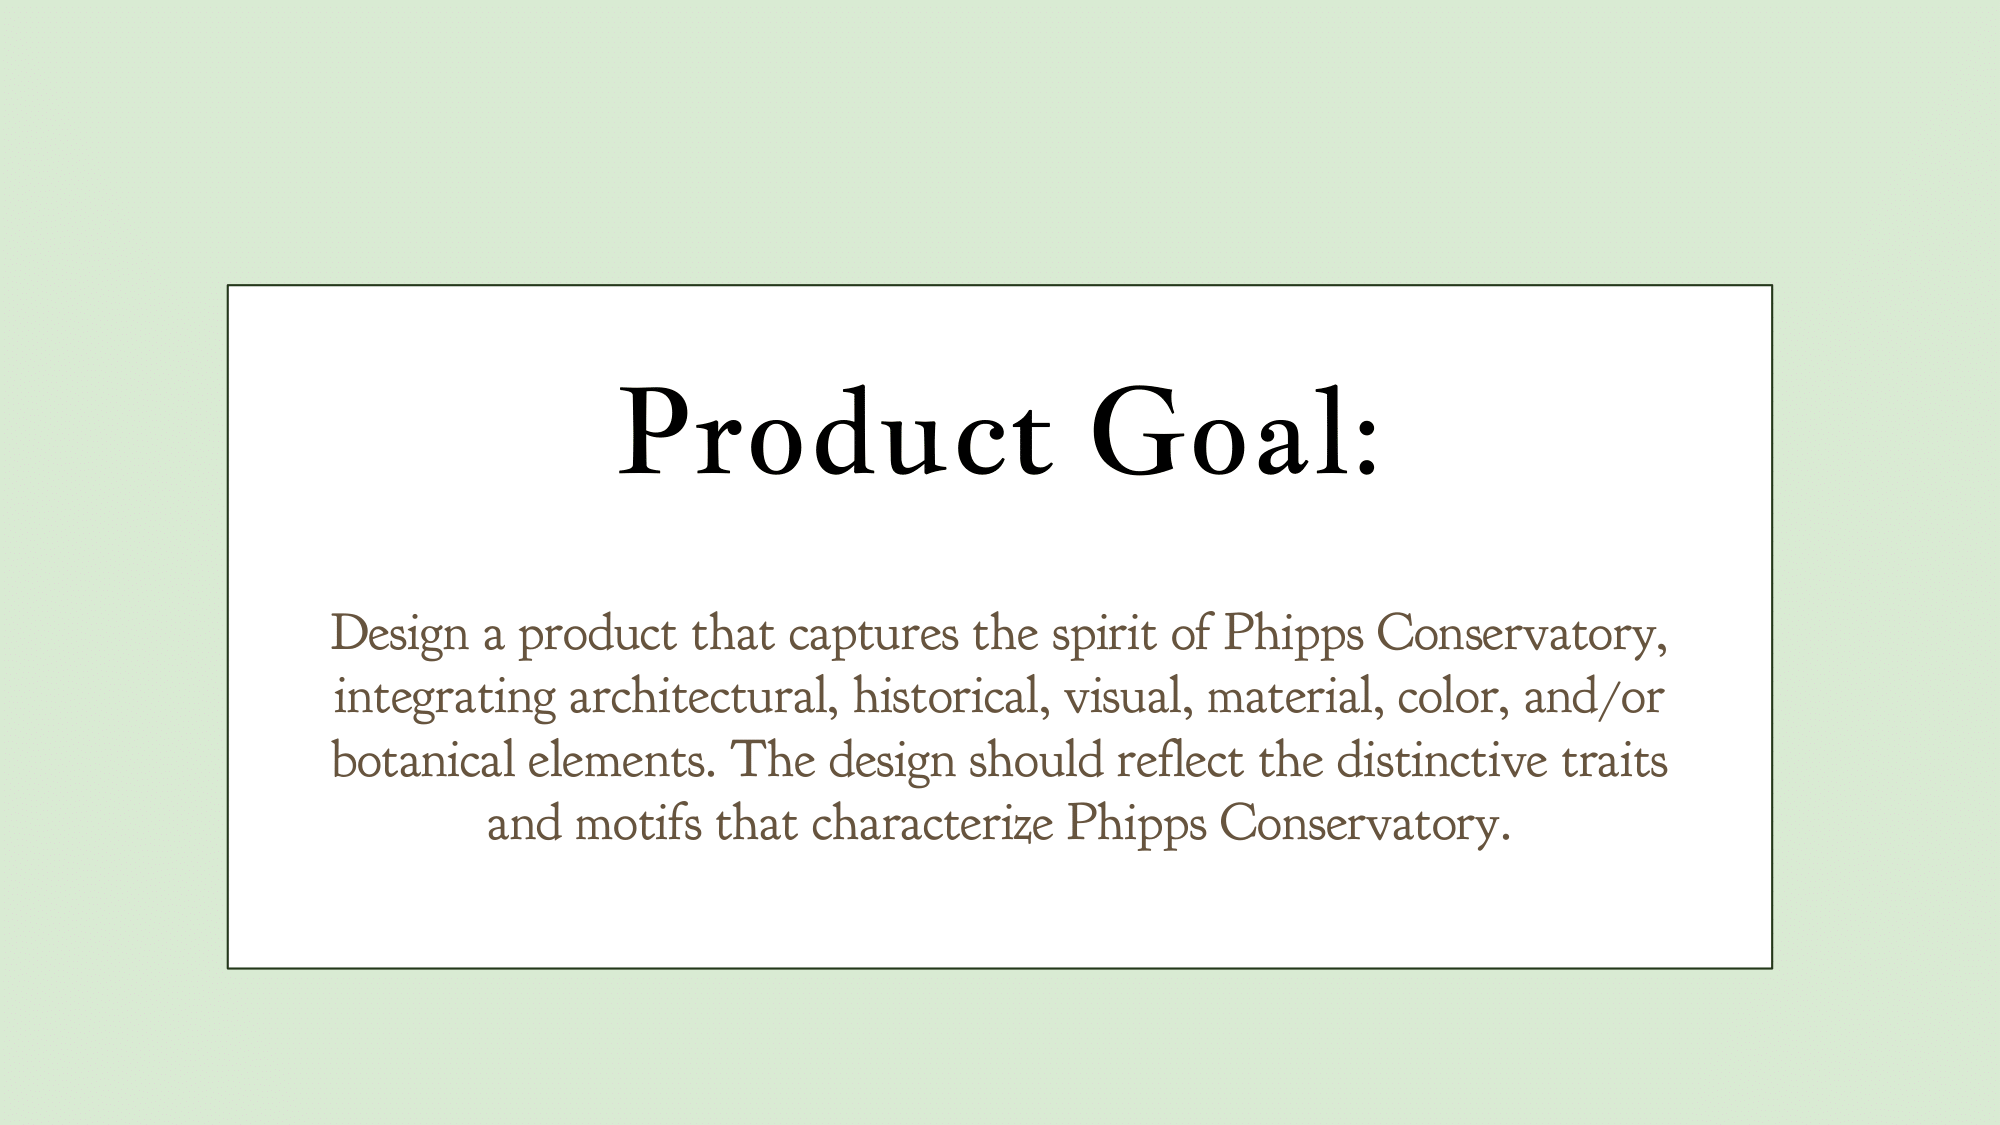 Product Goal:
Design a product that captures the spirit of Phipps Conservatory,
integrating architectural, historical, visual, material, color, and/or
botanical elements. The design should reflect the distinctive traits
and motifs that characterize Phipps Conservatory.